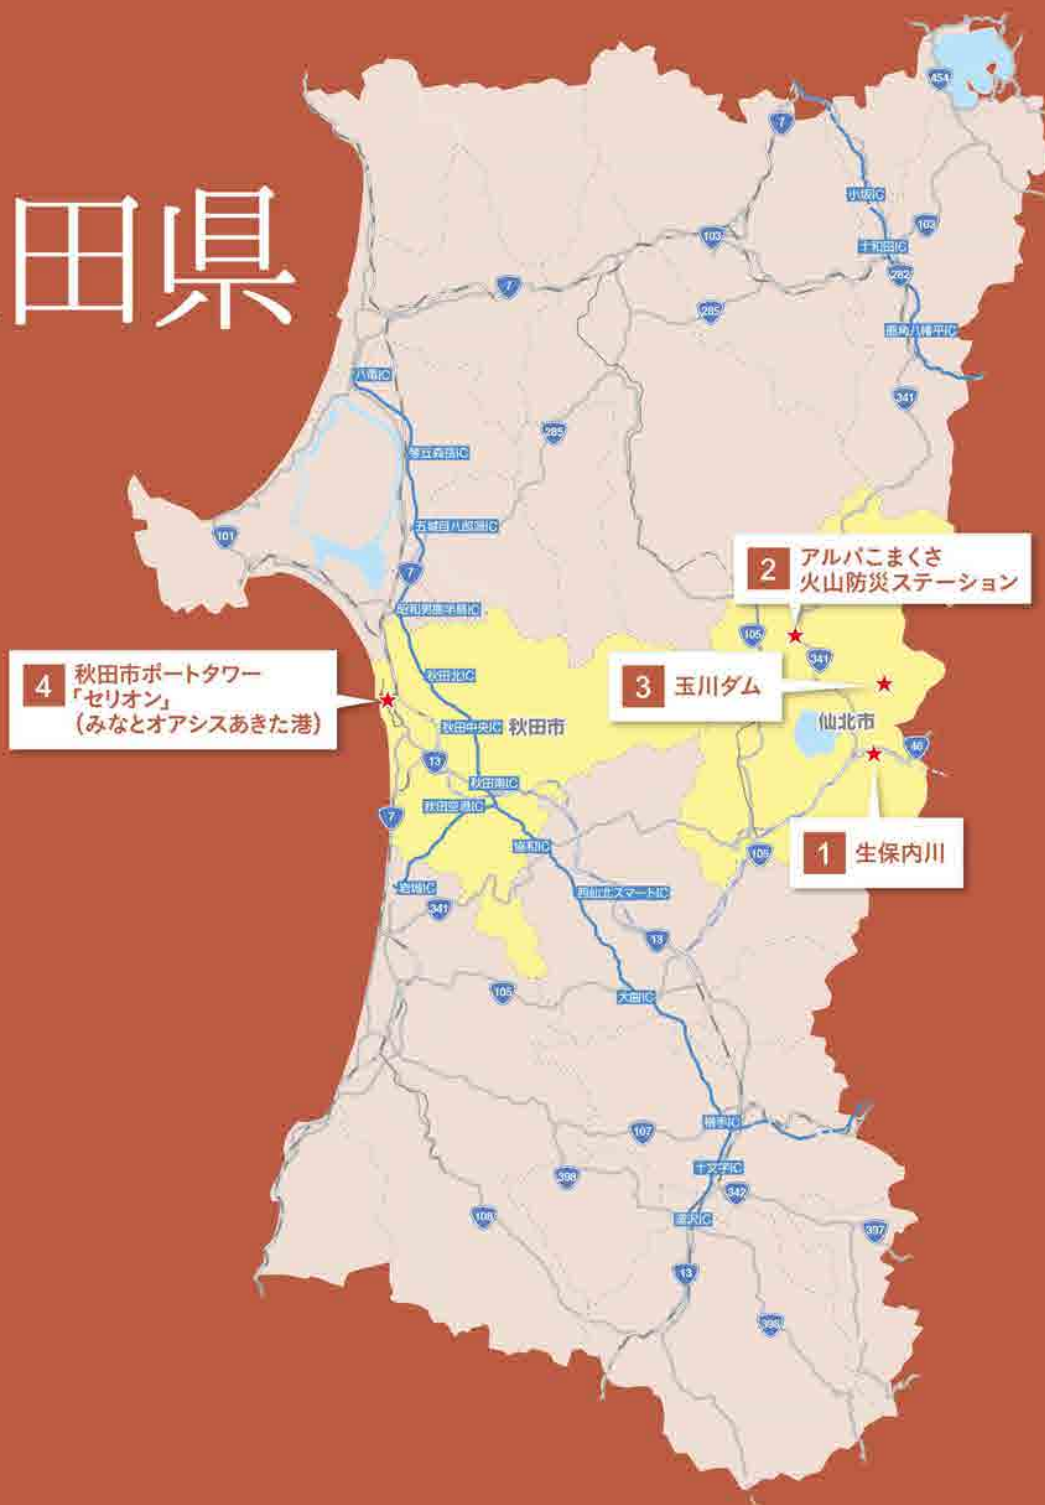 田県
454
7
小坂IC
103
103
十和田IC
282
7
285
鹿角八幡平IC
八竜IC
341
285
琴丘森岳IC
五城目八郎潟IC
101
7
2
アルパこまくさ
火山防災ステーション
昭和男鹿半島IC
105
341
4
秋田市ポートタワー
「セリオン」
(みなとオアシスあきた港)
秋田北IC
3
玉川ダム
秋田中央IC
秋田市
仙北市
46
13
秋田南IC
秋田空港IC
7
協和IC
105
1
生保内川
岩城IC
西仙北スマートIC
341
13
105
大曲IC
107
横手IC
十文字IC
398
342
108
湯沢IC
397
13
398